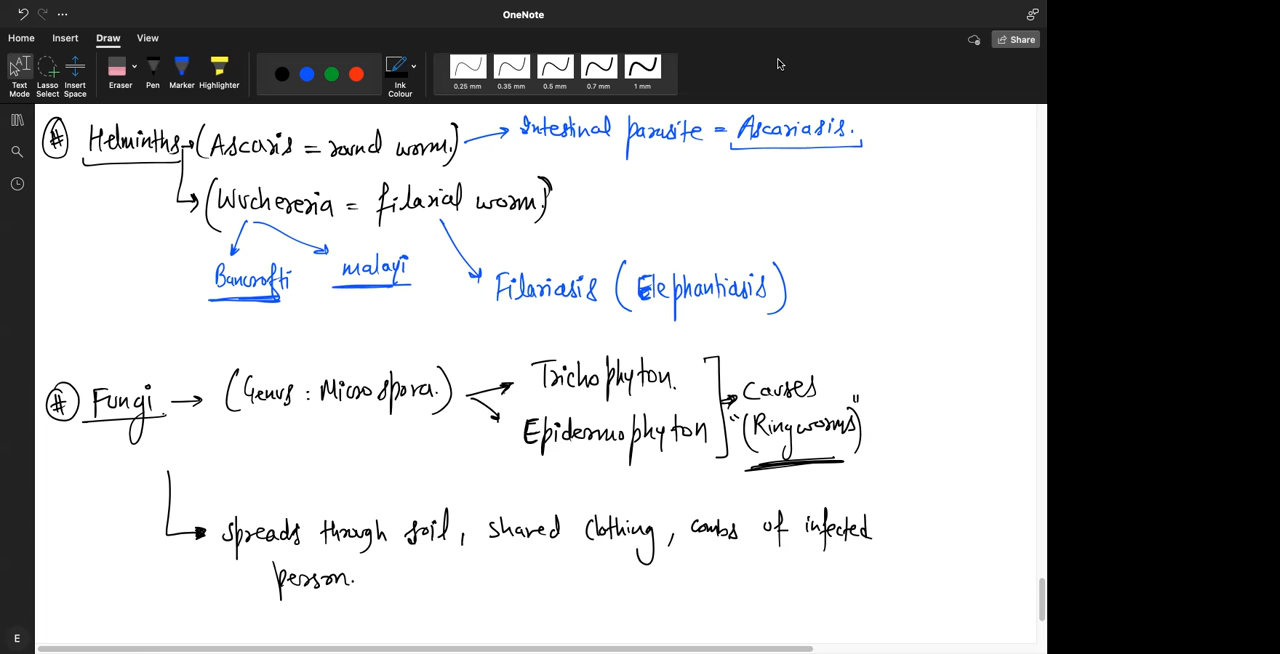 OneNote
Home Insert Draw View
Share
Text Mode Lasso Select Insert Space Eraser Pen Marker Highlighter Ink Colour 0.25 mm 0.35 mm 0.5 mm 0.7 mm 1 mm
# Helminths → (Ascaris = round worm.) → Intestinal parasite = Ascariasis.
→ (Wuchereria = filarial worm)
Bancrofti malayi
Filariasis (Elephantiasis)
# Fungi → (Genus : Microspora.) → Trichophyton.
Epidermophyton
→ causes
"(Ringworms)"
→ spreads through soil, shared clothing, combs of infected
person.
E